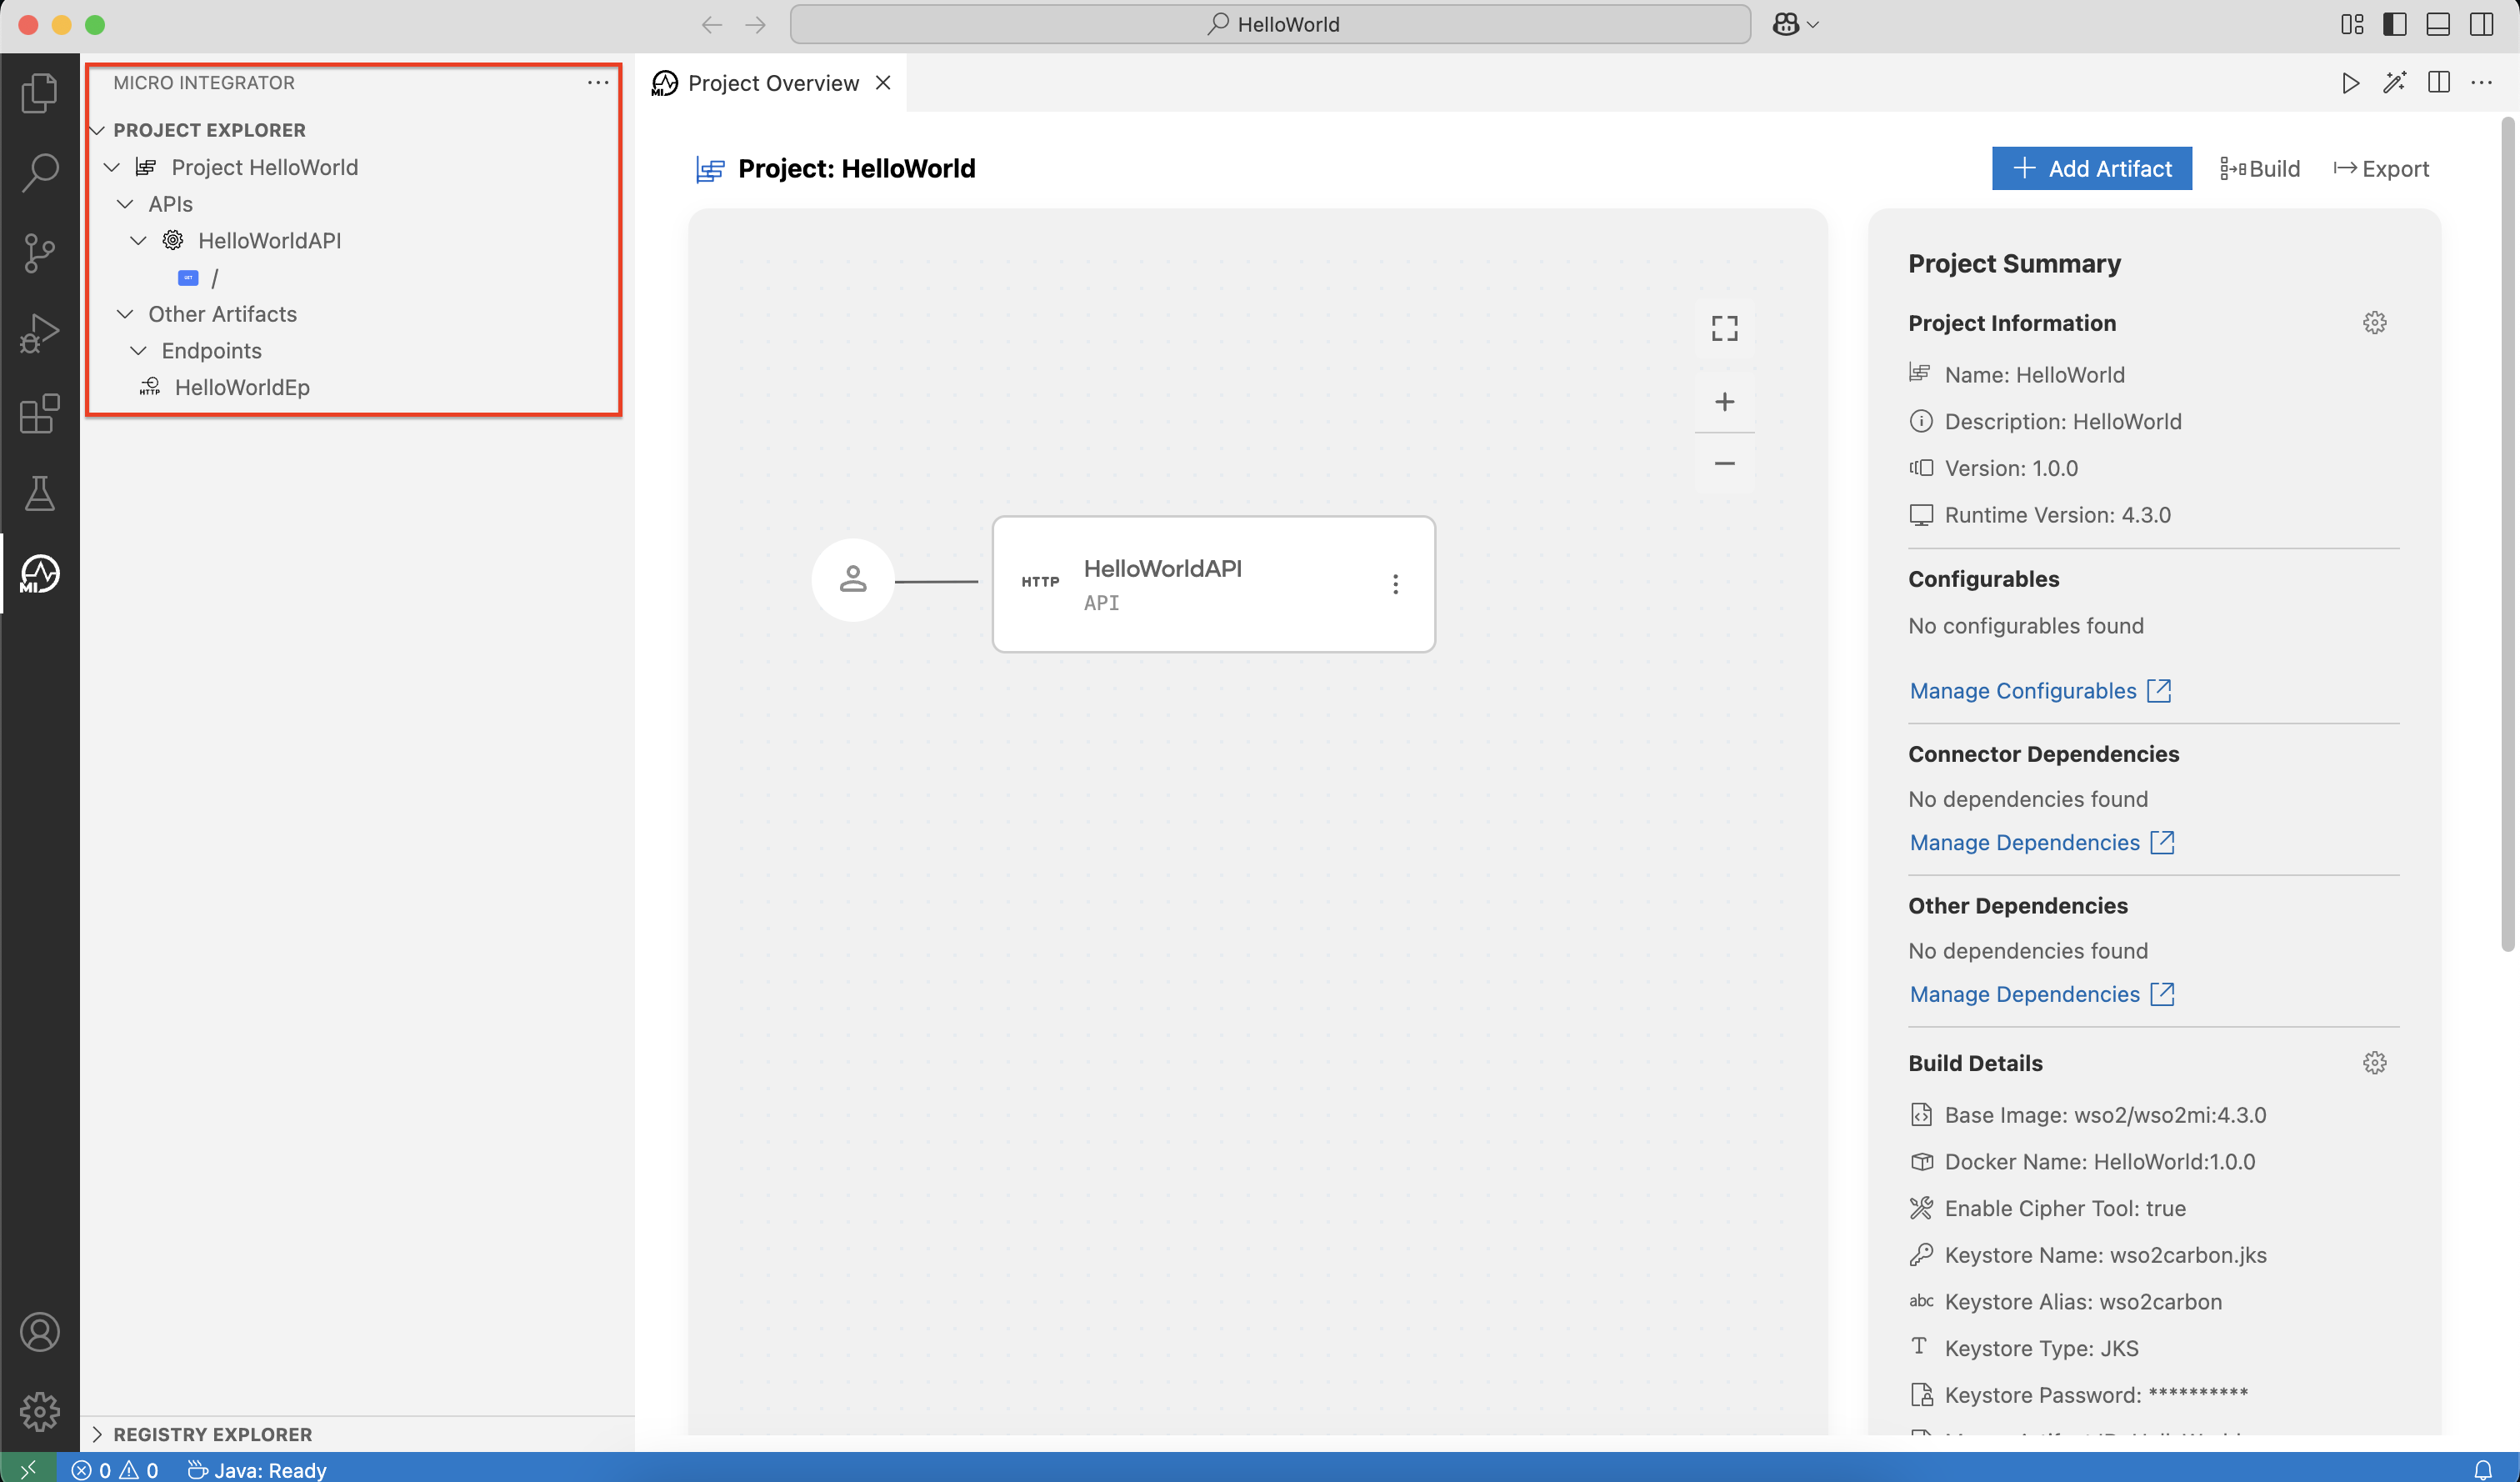 HelloWorld
MICRO INTEGRATOR
PROJECT EXPLORER
Project HelloWorld
APIs
HelloWorldAPI
GET /
Other Artifacts
Endpoints
HTTP HelloWorldEp
REGISTRY EXPLORER
MI Project Overview
Project: HelloWorld
Add Artifact
Build
Export
HTTP
HelloWorldAPI
API
Project Summary
Project Information
Name: HelloWorld
Description: HelloWorld
Version: 1.0.0
Runtime Version: 4.3.0
Configurables
No configurables found
Manage Configurables
Connector Dependencies
No dependencies found
Manage Dependencies
Other Dependencies
No dependencies found
Manage Dependencies
Build Details
Base Image: wso2/wso2mi:4.3.0
Docker Name: HelloWorld:1.0.0
Enable Cipher Tool: true
Keystore Name: wso2carbon.jks
abc Keystore Alias: wso2carbon
Keystore Type: JKS
Keystore Password: **********
MI
0 0 Java: Ready